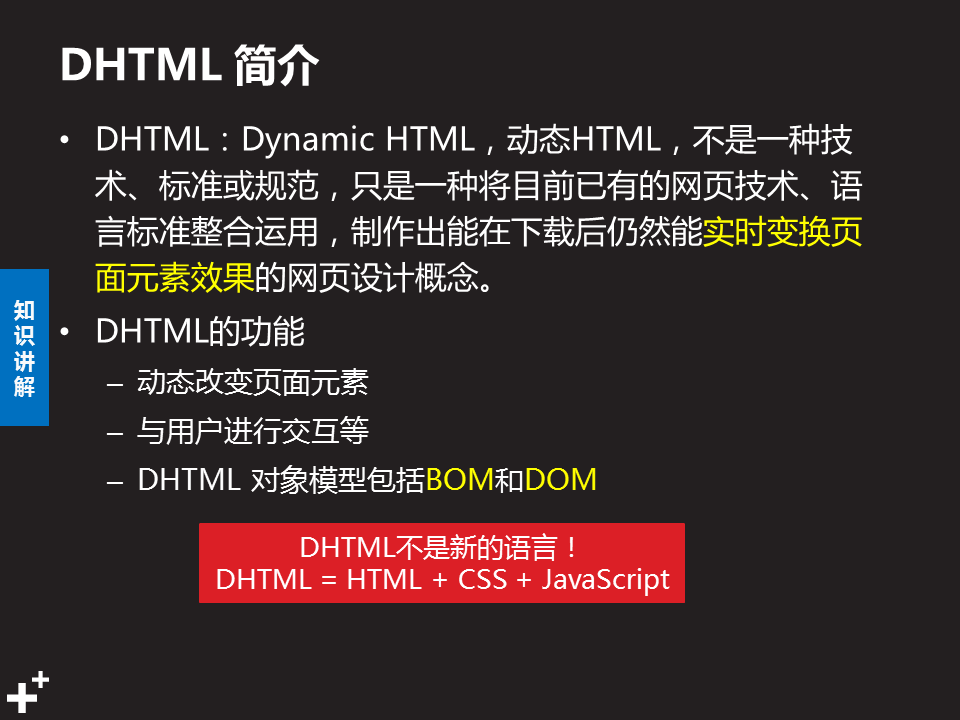 DHTML 简介
• DHTML：Dynamic HTML，动态HTML，不是一种技
术、标准或规范，只是一种将目前已有的网页技术、语
言标准整合运用，制作出能在下载后仍然能实时变换页
面元素效果的网页设计概念。
知
识
讲
解
• DHTML的功能
– 动态改变页面元素
– 与用户进行交互等
– DHTML 对象模型包括BOM和DOM
DHTML不是新的语言！
DHTML = HTML + CSS + JavaScript